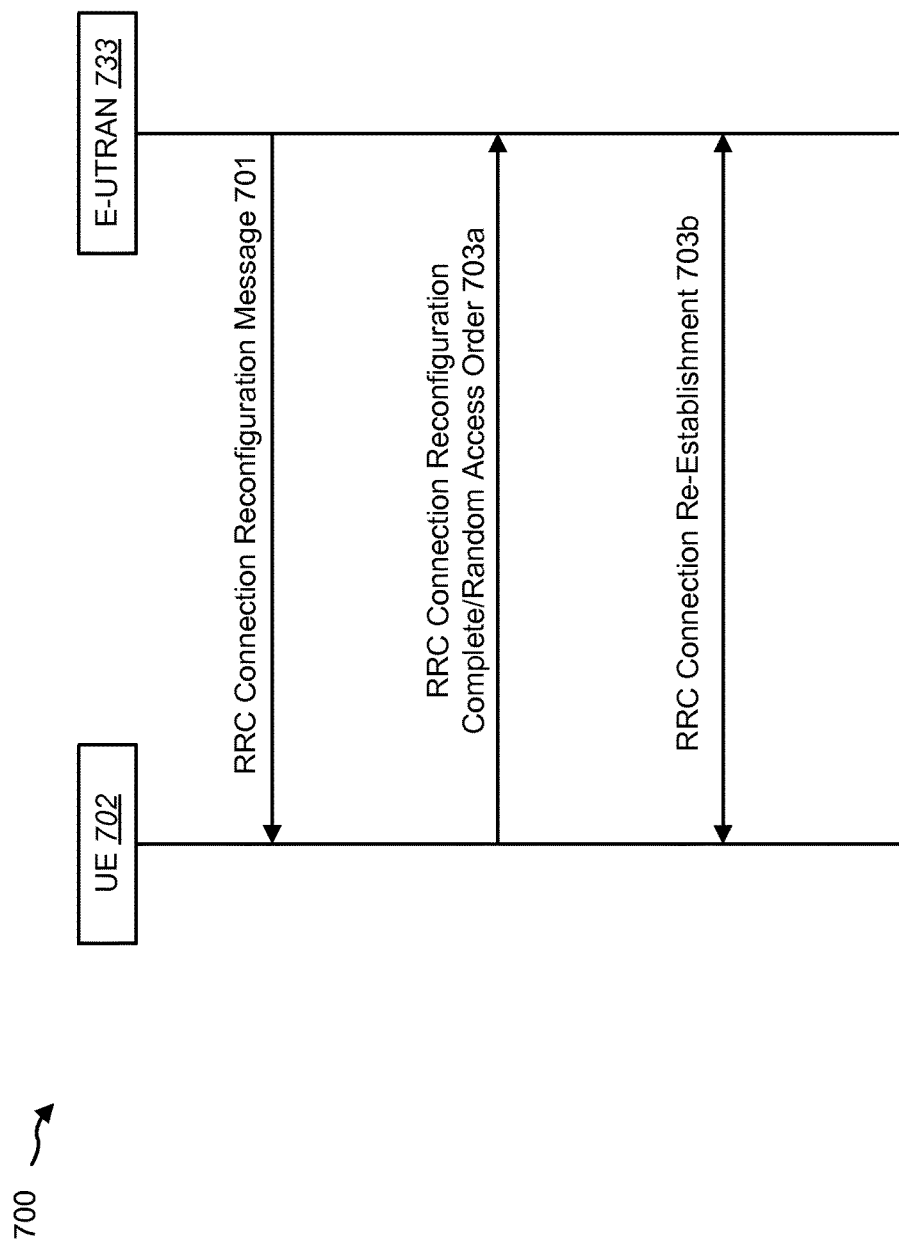 700
UE 702
E-UTRAN 733
RRC Connection Reconfiguration Message 701
RRC Connection Reconfiguration
Complete/Random Access Order 703a
RRC Connection Re-Establishment 703b